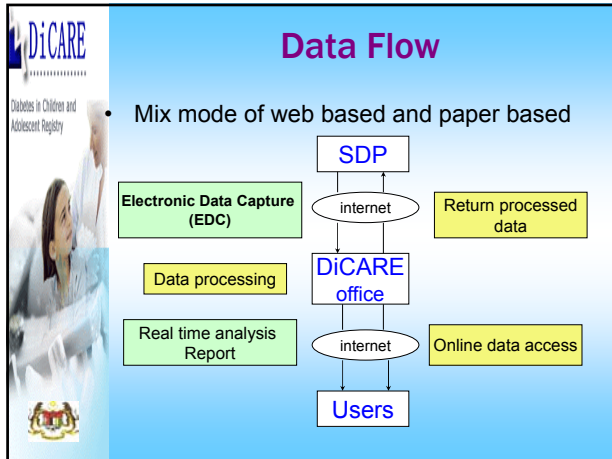 DiCARE
Diabetes in Children and
Adolescent Registry
Data Flow
• Mix mode of web based and paper based
SDP
Electronic Data Capture
(EDC)
internet
Return processed
data
Data processing
DiCARE
office
Real time analysis
Report
internet
Online data access
Users